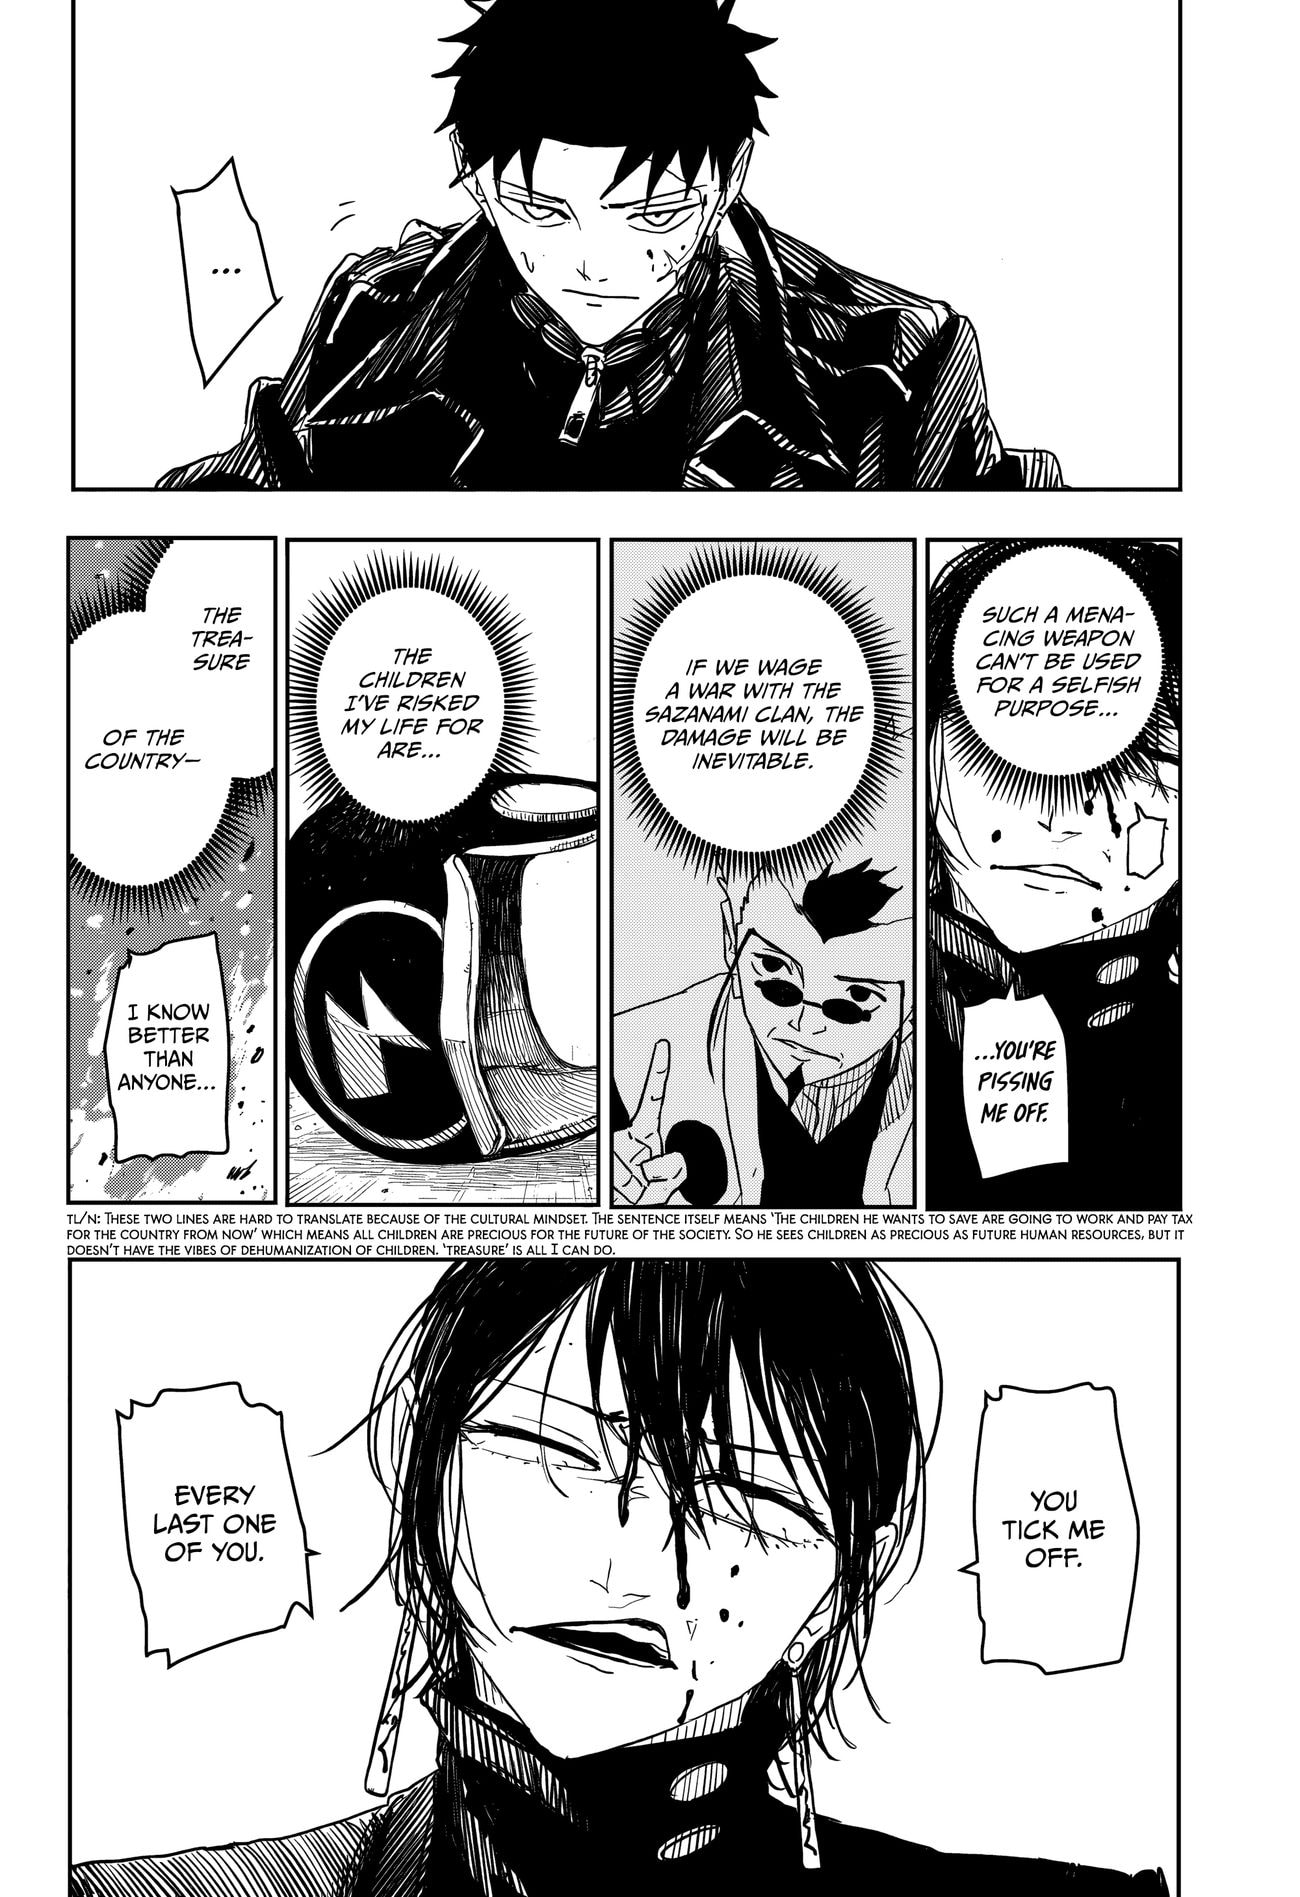 ...
SUCH A MENA-
CING WEAPON
CAN'T BE USED
FOR A SELFISH
PURPOSE...
...YOU'RE
PISSING
ME OFF.
IF WE WAGE
A WAR WITH THE
SAZANAMI CLAN, THE
DAMAGE WILL BE
INEVITABLE.
THE
CHILDREN
I'VE RISKED
MY LIFE FOR
ARE...
THE
TREA-
SURE
OF THE
COUNTRY–
I KNOW
BETTER
THAN
ANYONE...
TL/N: THESE TWO LINES ARE HARD TO TRANSLATE BECAUSE OF THE CULTURAL MINDSET. THE SENTENCE ITSELF MEANS 'THE CHILDREN HE WANTS TO SAVE ARE GOING TO WORK AND PAY TAX
FOR THE COUNTRY FROM NOW' WHICH MEANS ALL CHILDREN ARE PRECIOUS FOR THE FUTURE OF THE SOCIETY. SO HE SEES CHILDREN AS PRECIOUS AS FUTURE HUMAN RESOURCES, BUT IT
DOESN'T HAVE THE VIBES OF DEHUMANIZATION OF CHILDREN. 'TREASURE' IS ALL I CAN DO.
YOU
TICK ME
OFF.
EVERY
LAST ONE
OF YOU.